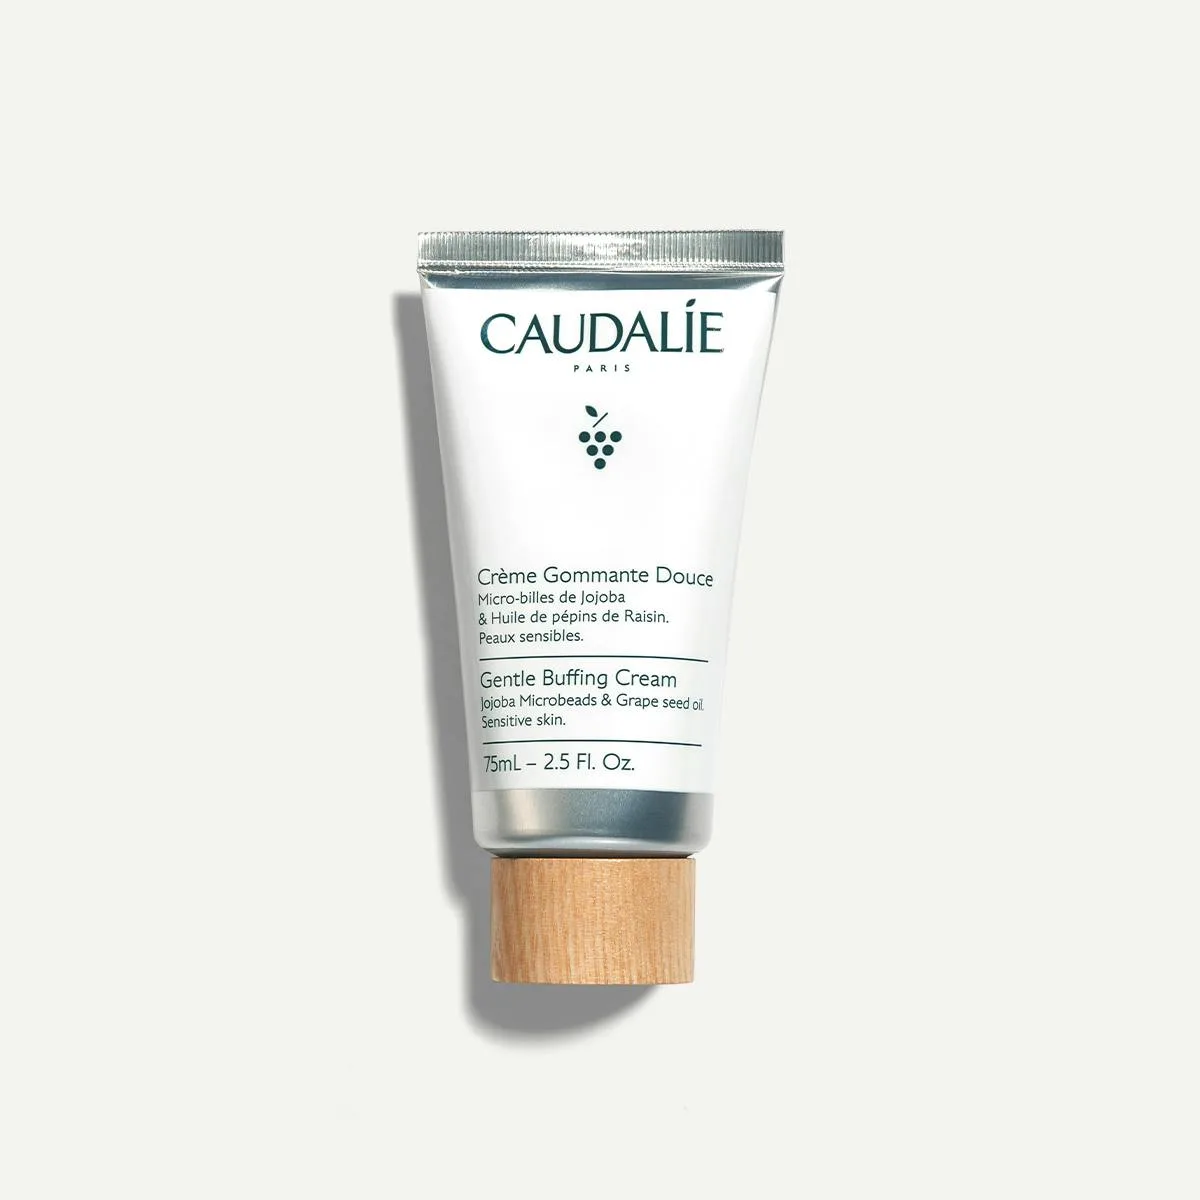 CAUDALÍE
PARIS
Crème Gommante Douce
Micro-billes de Jojoba
& Huile de pépins de Raisin.
Peaux sensibles.
Gentle Buffing Cream
Jojoba Microbeads & Grape seed oil.
Sensitive skin.
75mL – 2.5 Fl. Oz.